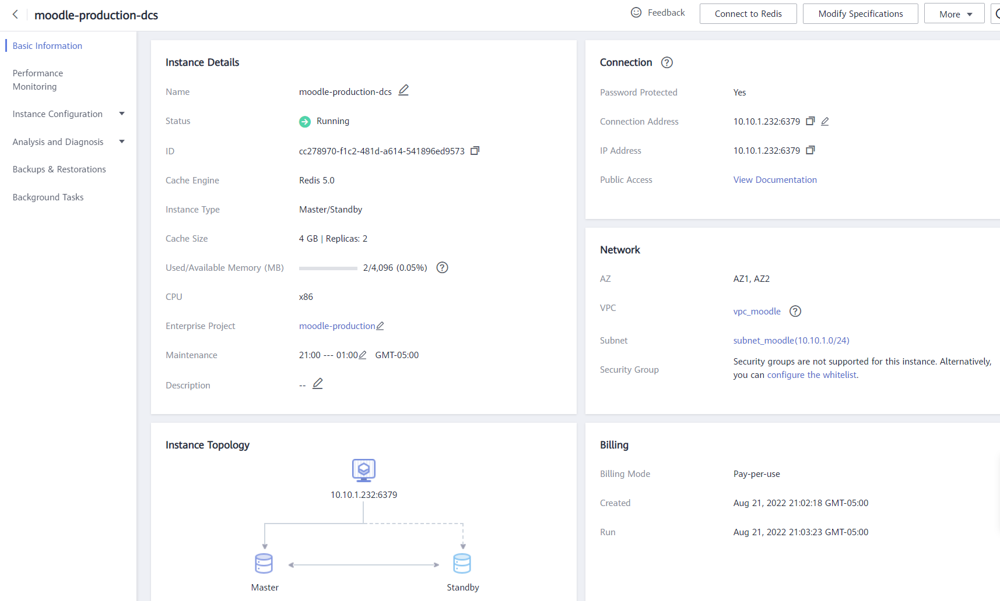 moodle-production-dcs
Feedback
Connect to Redis
Modify Specifications
More
Basic Information
Performance
Monitoring
Instance Configuration
Analysis and Diagnosis
Backups & Restorations
Background Tasks
Instance Details
Name moodle-production-dcs
Status Running
ID cc278970-f1c2-481d-a614-541896ed9573
Cache Engine Redis 5.0
Instance Type Master/Standby
Cache Size 4 GB | Replicas: 2
Used/Available Memory (MB) 2/4,096 (0.05%)
CPU x86
Enterprise Project moodle-production
Maintenance 21:00 --- 01:00 GMT-05:00
Description --
Connection
Password Protected Yes
Connection Address 10.10.1.232:6379
IP Address 10.10.1.232:6379
Public Access View Documentation
Network
AZ AZ1, AZ2
VPC vpc_moodle
Subnet subnet_moodle(10.10.1.0/24)
Security Group Security groups are not supported for this instance. Alternatively,
you can configure the whitelist.
Instance Topology
10.10.1.232:6379
Master
Standby
Billing
Billing Mode Pay-per-use
Created Aug 21, 2022 21:02:18 GMT-05:00
Run Aug 21, 2022 21:03:23 GMT-05:00